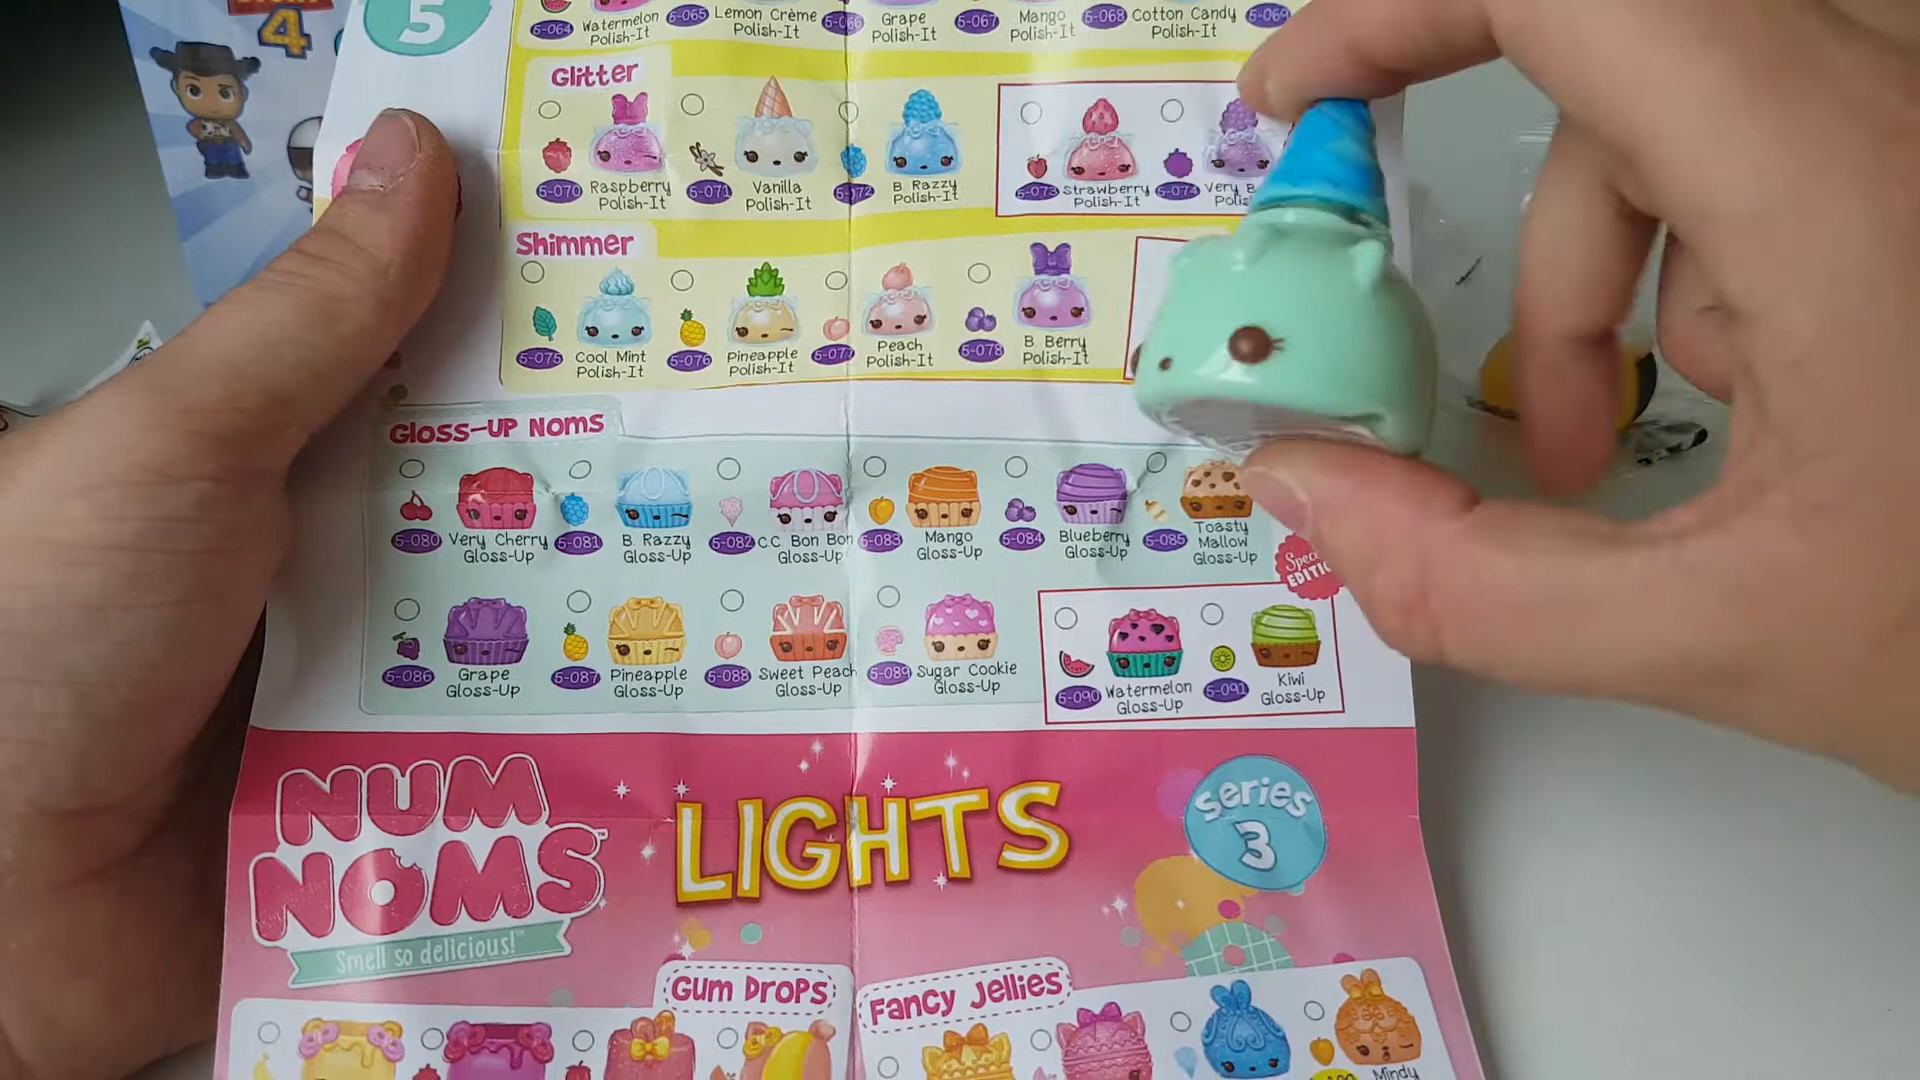 4
5
5-064 Watermelon Polish-It
5-065 Lemon Crème Polish-It
Grape Polish-It
5-067 Mango Polish-It
5-068 Cotton Candy Polish-It
5-069
Glitter
5-070 Raspberry Polish-It
5-071 Vanilla Polish-It
B. Razzy Polish-It
5-073 Strawberry Polish-It
5-074 Very
Shimmer
5-075 Cool Mint Polish-It
5-076 Pineapple Polish-It
5-077 Peach Polish-It
5-078 B. Berry Polish-It
Gloss-Up Noms
5-080 Very Cherry Gloss-Up
5-081 B. Razzy Gloss-Up
5-082 C.C. Bon Bon Gloss-Up
5-083 Mango Gloss-Up
5-084 Blueberry Gloss-Up
5-085 Toasty Mallow Gloss-Up
5-086 Grape Gloss-Up
5-087 Pineapple Gloss-Up
5-088 Sweet Peach Gloss-Up
5-089 Sugar Cookie Gloss-Up
5-090 Watermelon Gloss-Up
5-091 Kiwi Gloss-Up
NUM NOMS™
Smell so delicious!™
LIGHTS
Series 3
Gum Drops
Fancy Jellies
Mindy